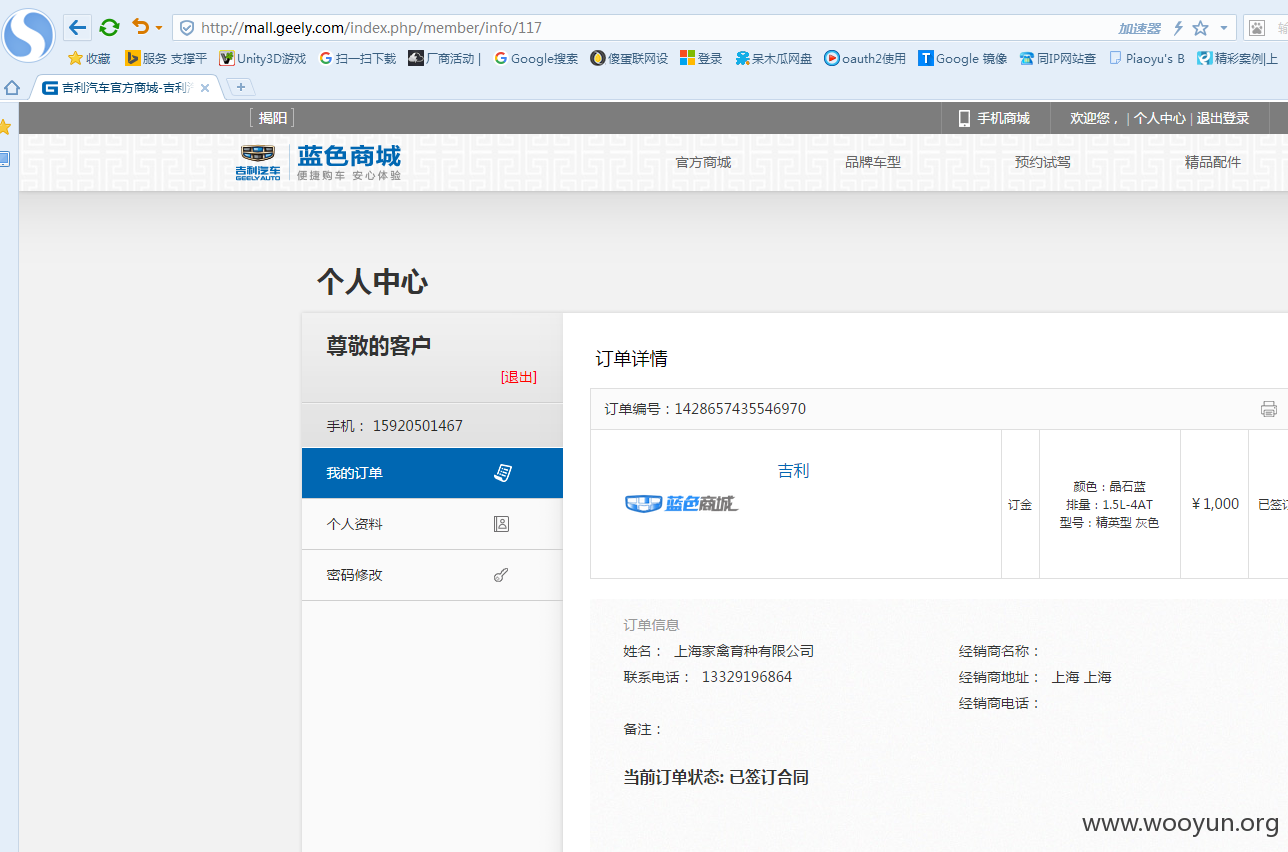 http://mall.geely.com/index.php/member/info/117
加速器
收藏 服务 支撑平 Unity3D游戏 扫一扫下载 厂商活动 | Google搜索 傻蛋联网设 登录 呆木瓜网盘 oauth2使用 Google 镜像 同IP网站查 Piaoyu's B 精彩案例|上
吉利汽车官方商城-吉利汽
[ 揭阳 ]
手机商城
欢迎您， | 个人中心 | 退出登录
吉利汽车
GEELY AUTO
蓝色商城
便捷购车 安心体验
官方商城 品牌车型 预约试驾 精品配件
个人中心
尊敬的客户
[退出]
手机： 15920501467
我的订单
个人资料
密码修改
订单详情
订单编号：1428657435546970
吉利
蓝色商城
订金
颜色：晶石蓝
排量：1.5L-4AT
型号：精英型 灰色
¥ 1,000
已签订
订单信息
姓名： 上海家禽育种有限公司
联系电话： 13329196864
备注：
经销商名称：
经销商地址： 上海 上海
经销商电话：
当前订单状态: 已签订合同
www.wooyun.org